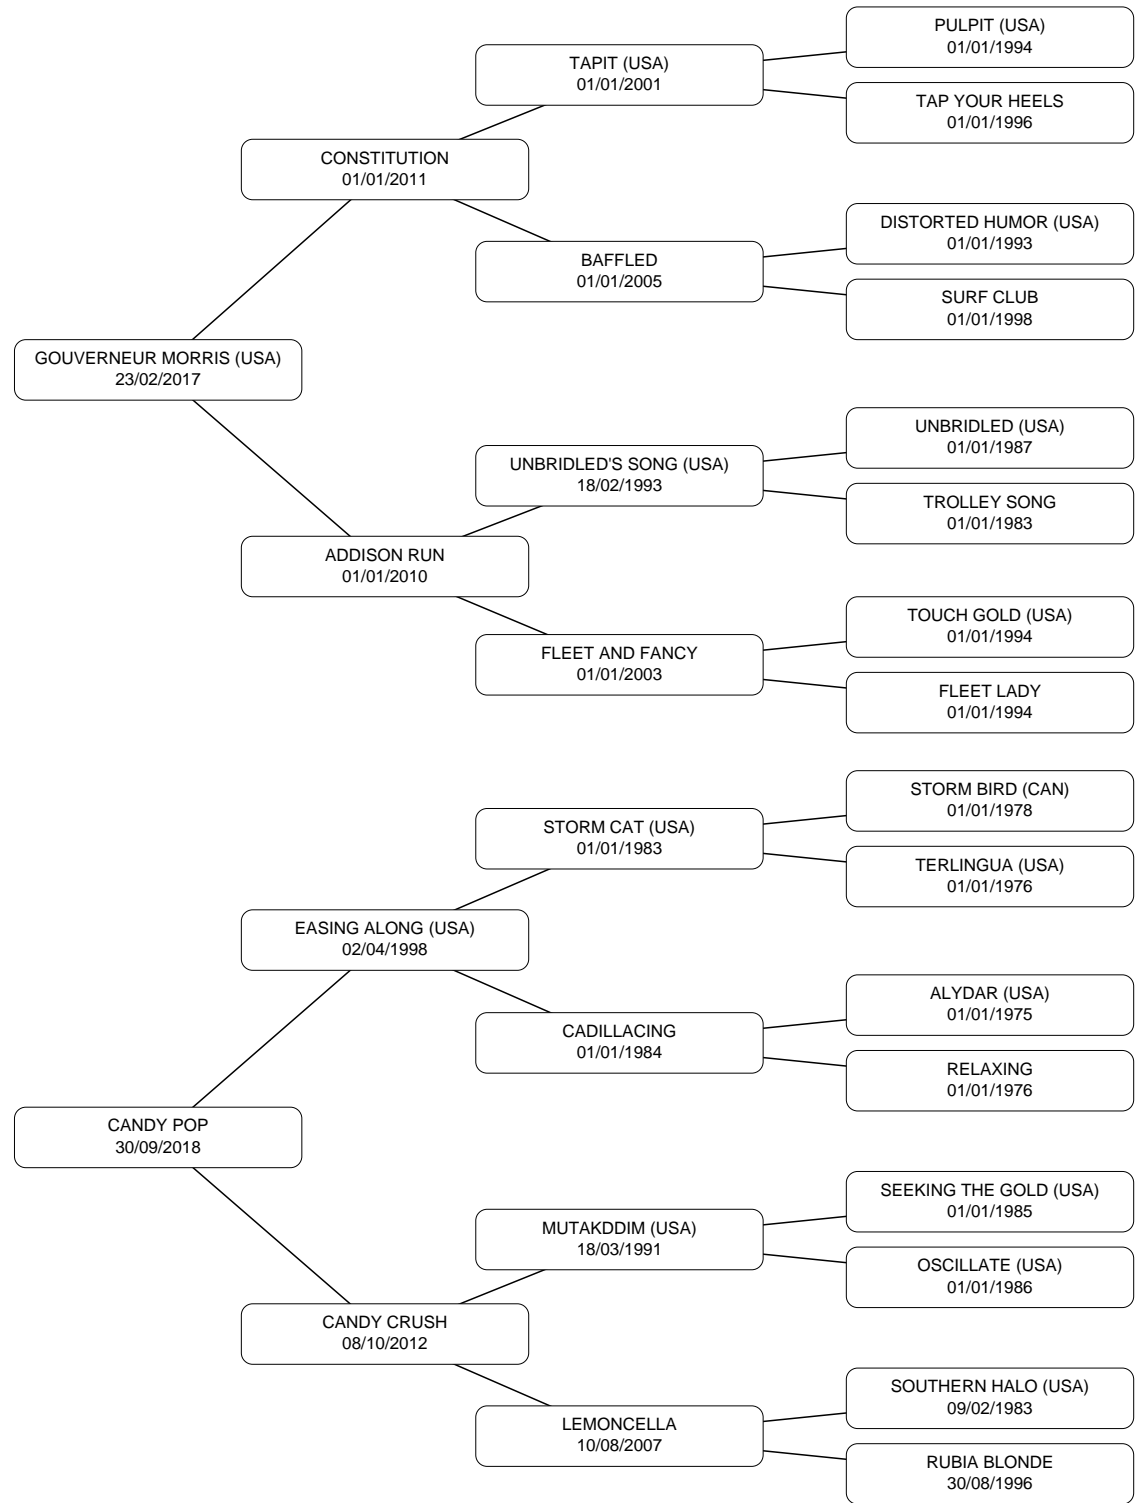 PULPIT (USA)
01/01/1994
TAPIT (USA)
01/01/2001
TAP YOUR HEELS
01/01/1996
CONSTITUTION
01/01/2011
DISTORTED HUMOR (USA)
01/01/1993
BAFFLED
01/01/2005
SURF CLUB
01/01/1998
GOUVERNEUR MORRIS (USA)
23/02/2017
UNBRIDLED (USA)
01/01/1987
UNBRIDLED'S SONG (USA)
18/02/1993
TROLLEY SONG
01/01/1983
ADDISON RUN
01/01/2010
TOUCH GOLD (USA)
01/01/1994
FLEET AND FANCY
01/01/2003
FLEET LADY
01/01/1994
STORM BIRD (CAN)
01/01/1978
STORM CAT (USA)
01/01/1983
TERLINGUA (USA)
01/01/1976
EASING ALONG (USA)
02/04/1998
ALYDAR (USA)
01/01/1975
CADILLACING
01/01/1984
RELAXING
01/01/1976
CANDY POP
30/09/2018
SEEKING THE GOLD (USA)
01/01/1985
MUTAKDDIM (USA)
18/03/1991
OSCILLATE (USA)
01/01/1986
CANDY CRUSH
08/10/2012
SOUTHERN HALO (USA)
09/02/1983
LEMONCELLA
10/08/2007
RUBIA BLONDE
30/08/1996